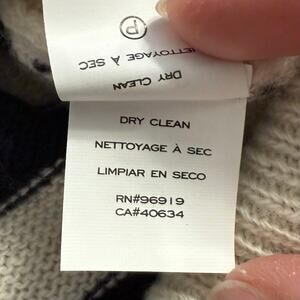 P
NETTOYAGE À SEC
DRY CLEAN
DRY CLEAN
NETTOYAGE À SEC
LIMPIAR EN SECO
RN#96919
CA#40634